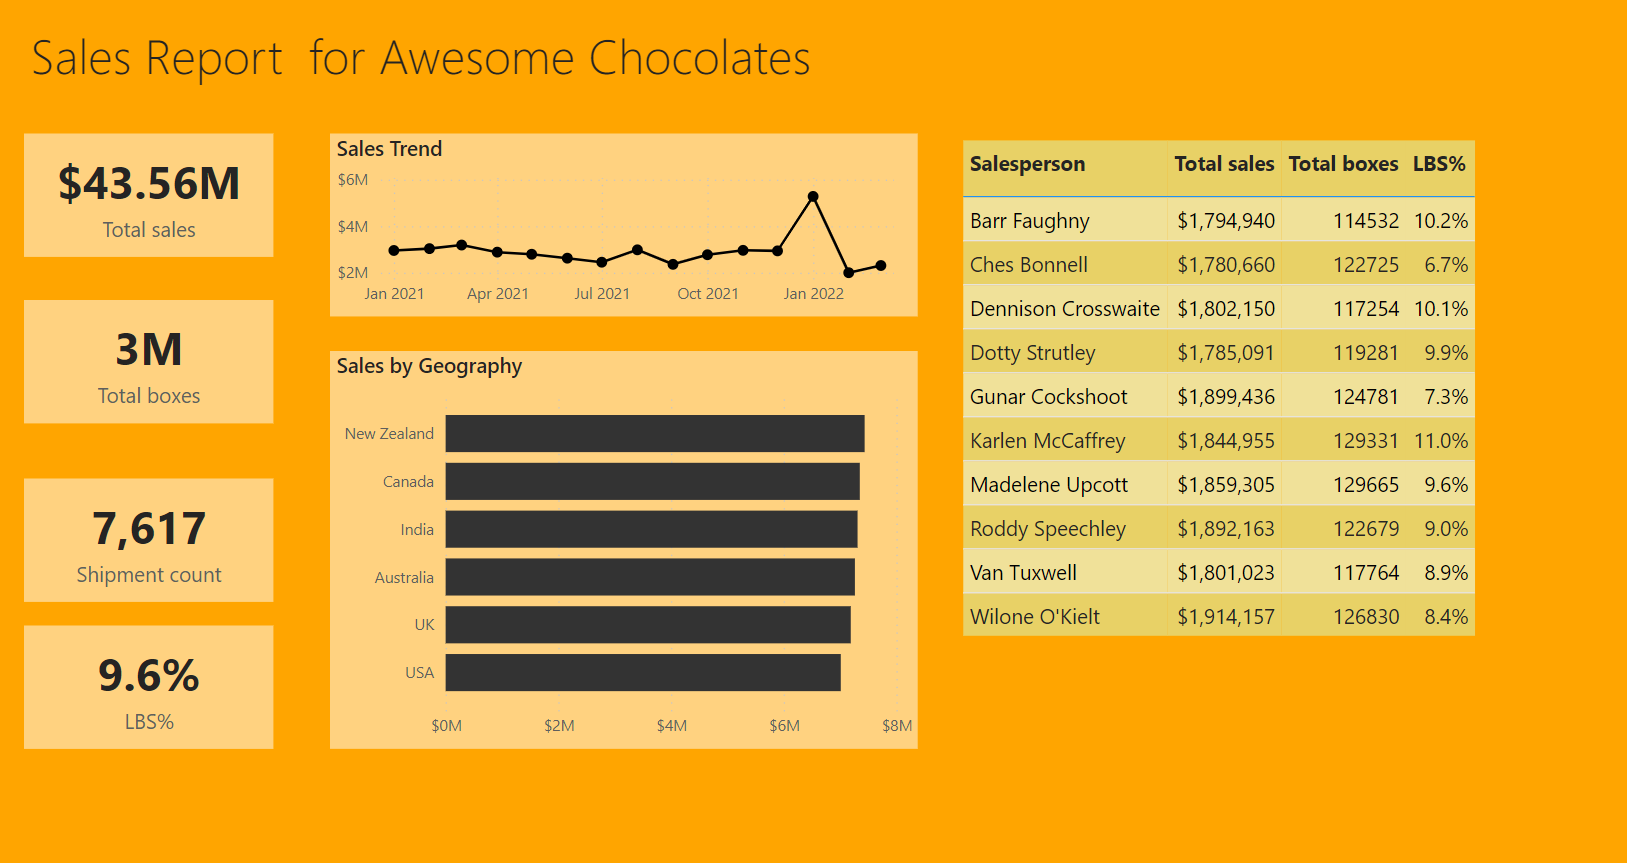 Sales Report  for Awesome Chocolates
$43.56M
Total sales
3M
Total boxes
7,617
Shipment count
9.6%
LBS%
Sales Trend
$6M
$4M
$2M
Jan 2021 Apr 2021 Jul 2021 Oct 2021 Jan 2022
Sales by Geography
New Zealand
Canada
India
Australia
UK
USA
$0M $2M $4M $6M $8M
Salesperson Total sales Total boxes LBS%
Barr Faughny $1,794,940 114532 10.2%
Ches Bonnell $1,780,660 122725 6.7%
Dennison Crosswaite $1,802,150 117254 10.1%
Dotty Strutley $1,785,091 119281 9.9%
Gunar Cockshoot $1,899,436 124781 7.3%
Karlen McCaffrey $1,844,955 129331 11.0%
Madelene Upcott $1,859,305 129665 9.6%
Roddy Speechley $1,892,163 122679 9.0%
Van Tuxwell $1,801,023 117764 8.9%
Wilone O'Kielt $1,914,157 126830 8.4%